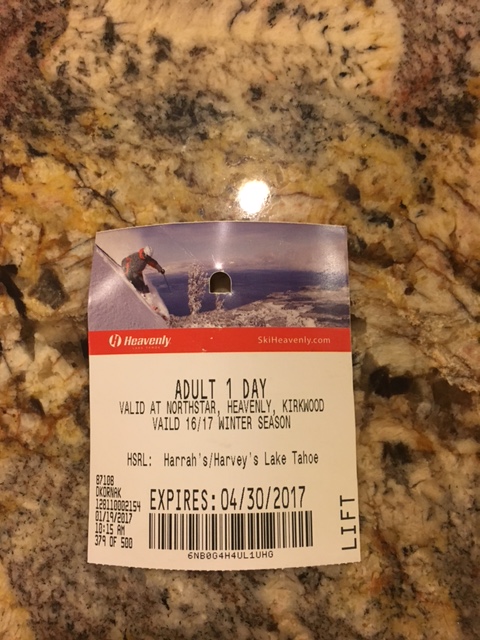 Heavenly
SkiHeavenly.com
ADULT 1 DAY
VALID AT NORTHSTAR, HEAVENLY, KIRKWOOD
VAILD 16/17 WINTER SEASON
HSRL: Harrah's/Harvey's Lake Tahoe
87108
DKORNAK
128110002154
01/19/2017
10:15 AM
379 OF 500
EXPIRES: 04/30/2017
6NB0G4H4UL1UHG
LIFT